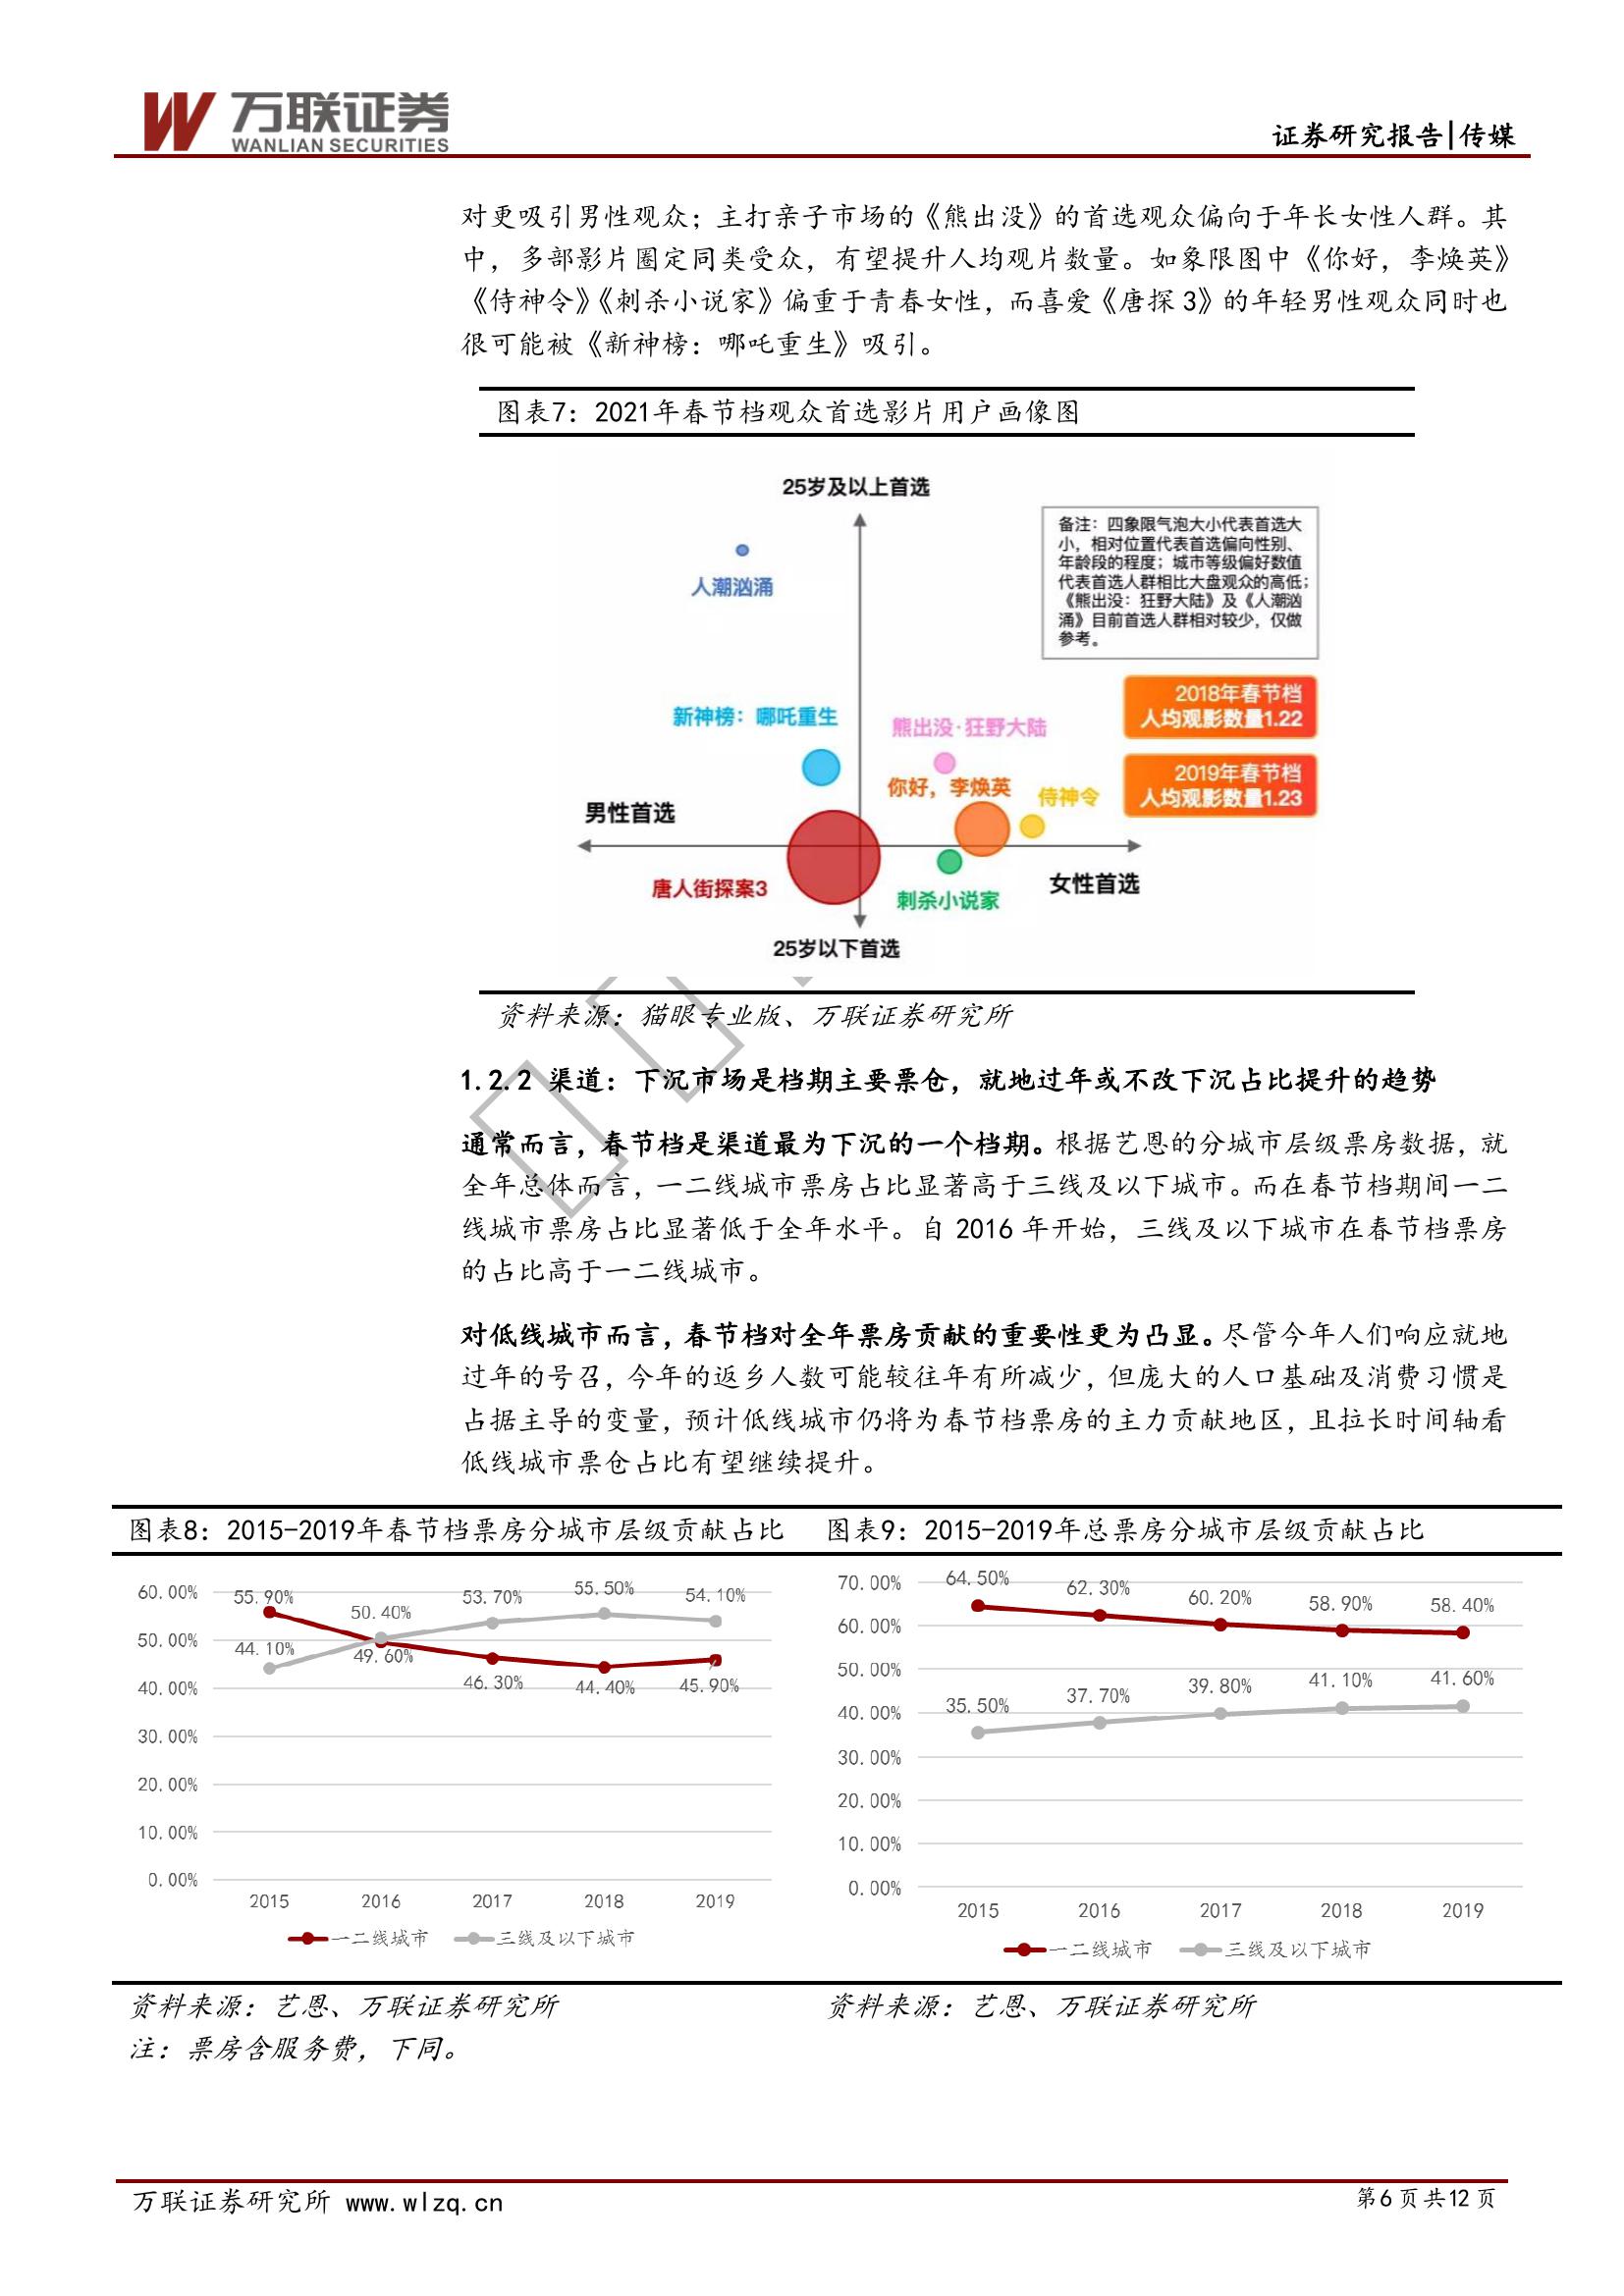 万联证券
WANLIAN SECURITIES
证券研究报告|传媒
对更吸引男性观众；主打亲子市场的《熊出没》的首选观众偏向于年长女性人群。其
中，多部影片圈定同类受众，有望提升人均观片数量。如象限图中《你好，李焕英》
《侍神令》《刺杀小说家》偏重于青春女性，而喜爱《唐探 3》的年轻男性观众同时也
很可能被《新神榜：哪吒重生》吸引。
图表7：2021年春节档观众首选影片用户画像图
25岁及以上首选
备注：四象限气泡大小代表首选大
小，相对位置代表首选偏向性别、
年龄段的程度；城市等级偏好数值
代表首选人群相比大盘观众的高低；
《熊出没：狂野大陆》及《人潮汹
涌》目前首选人群相对较少，仅做
参考。
人潮汹涌
2018年春节档
人均观影数量1.22
新神榜：哪吒重生
熊出没·狂野大陆
2019年春节档
人均观影数量1.23
你好，李焕英
侍神令
男性首选
女性首选
唐人街探案3
刺杀小说家
25岁以下首选
资料来源：猫眼专业版、万联证券研究所
1.2.2 渠道：下沉市场是档期主要票仓，就地过年或不改下沉占比提升的趋势
通常而言，春节档是渠道最为下沉的一个档期。根据艺恩的分城市层级票房数据，就
全年总体而言，一二线城市票房占比显著高于三线及以下城市。而在春节档期间一二
线城市票房占比显著低于全年水平。自 2016 年开始，三线及以下城市在春节档票房
的占比高于一二线城市。
对低线城市而言，春节档对全年票房贡献的重要性更为凸显。尽管今年人们响应就地
过年的号召，今年的返乡人数可能较往年有所减少，但庞大的人口基础及消费习惯是
占据主导的变量，预计低线城市仍将为春节档票房的主力贡献地区，且拉长时间轴看
低线城市票仓占比有望继续提升。
图表8：2015-2019年春节档票房分城市层级贡献占比
60.00%
50.00%
40.00%
30.00%
20.00%
10.00%
0.00%
55.90%
50.40%
53.70%
55.50%
54.10%
44.10%
49.60%
46.30%
44.40%
45.90%
2015 2016 2017 2018 2019
一二线城市 三线及以下城市
资料来源：艺恩、万联证券研究所
注：票房含服务费，下同。
图表9：2015-2019年总票房分城市层级贡献占比
70.00%
60.00%
50.00%
40.00%
30.00%
20.00%
10.00%
0.00%
64.50%
62.30%
60.20%
58.90%
58.40%
35.50%
37.70%
39.80%
41.10%
41.60%
2015 2016 2017 2018 2019
一二线城市 三线及以下城市
资料来源：艺恩、万联证券研究所
万联证券研究所 www.wlzq.cn
第6页共12页